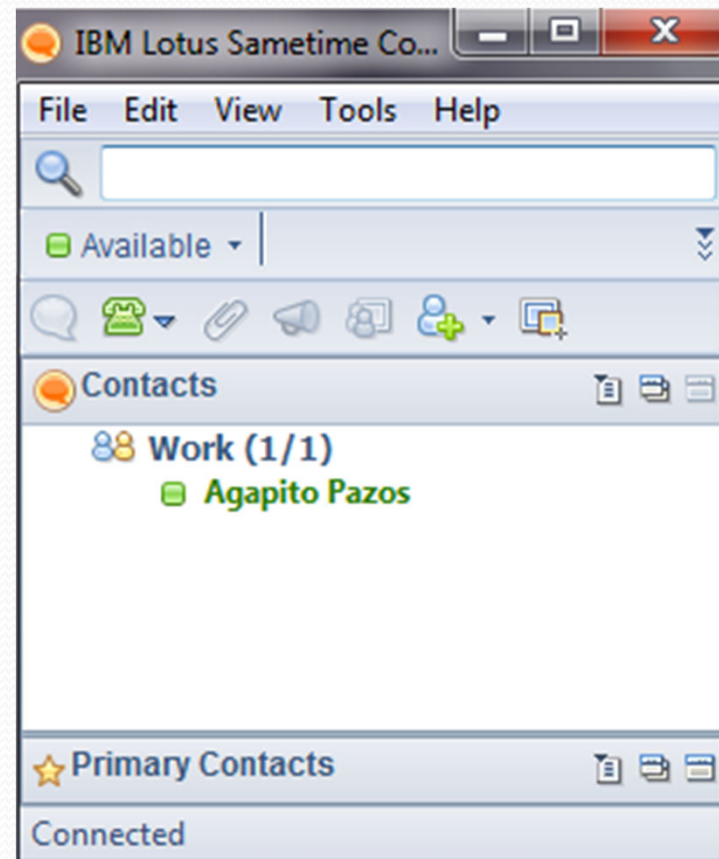 IBM Lotus Sametime Co...
File Edit View Tools Help
Available
Contacts
Work (1/1)
Agapito Pazos
Primary Contacts
Connected